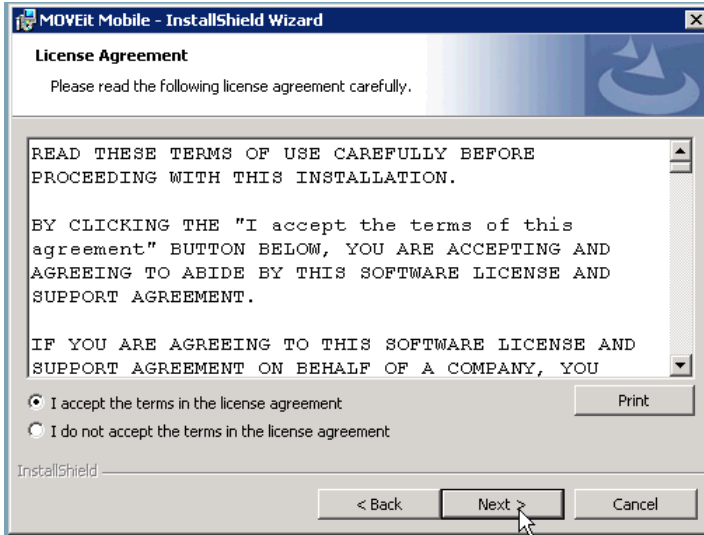 MOVEit Mobile - InstallShield Wizard
License Agreement
Please read the following license agreement carefully.
READ THESE TERMS OF USE CAREFULLY BEFORE
PROCEEDING WITH THIS INSTALLATION.
BY CLICKING THE "I accept the terms of this
agreement" BUTTON BELOW, YOU ARE ACCEPTING AND
AGREEING TO ABIDE BY THIS SOFTWARE LICENSE AND
SUPPORT AGREEMENT.
IF YOU ARE AGREEING TO THIS SOFTWARE LICENSE AND
SUPPORT AGREEMENT ON BEHALF OF A COMPANY, YOU
I accept the terms in the license agreement
Print
I do not accept the terms in the license agreement
InstallShield
< Back Next > Cancel